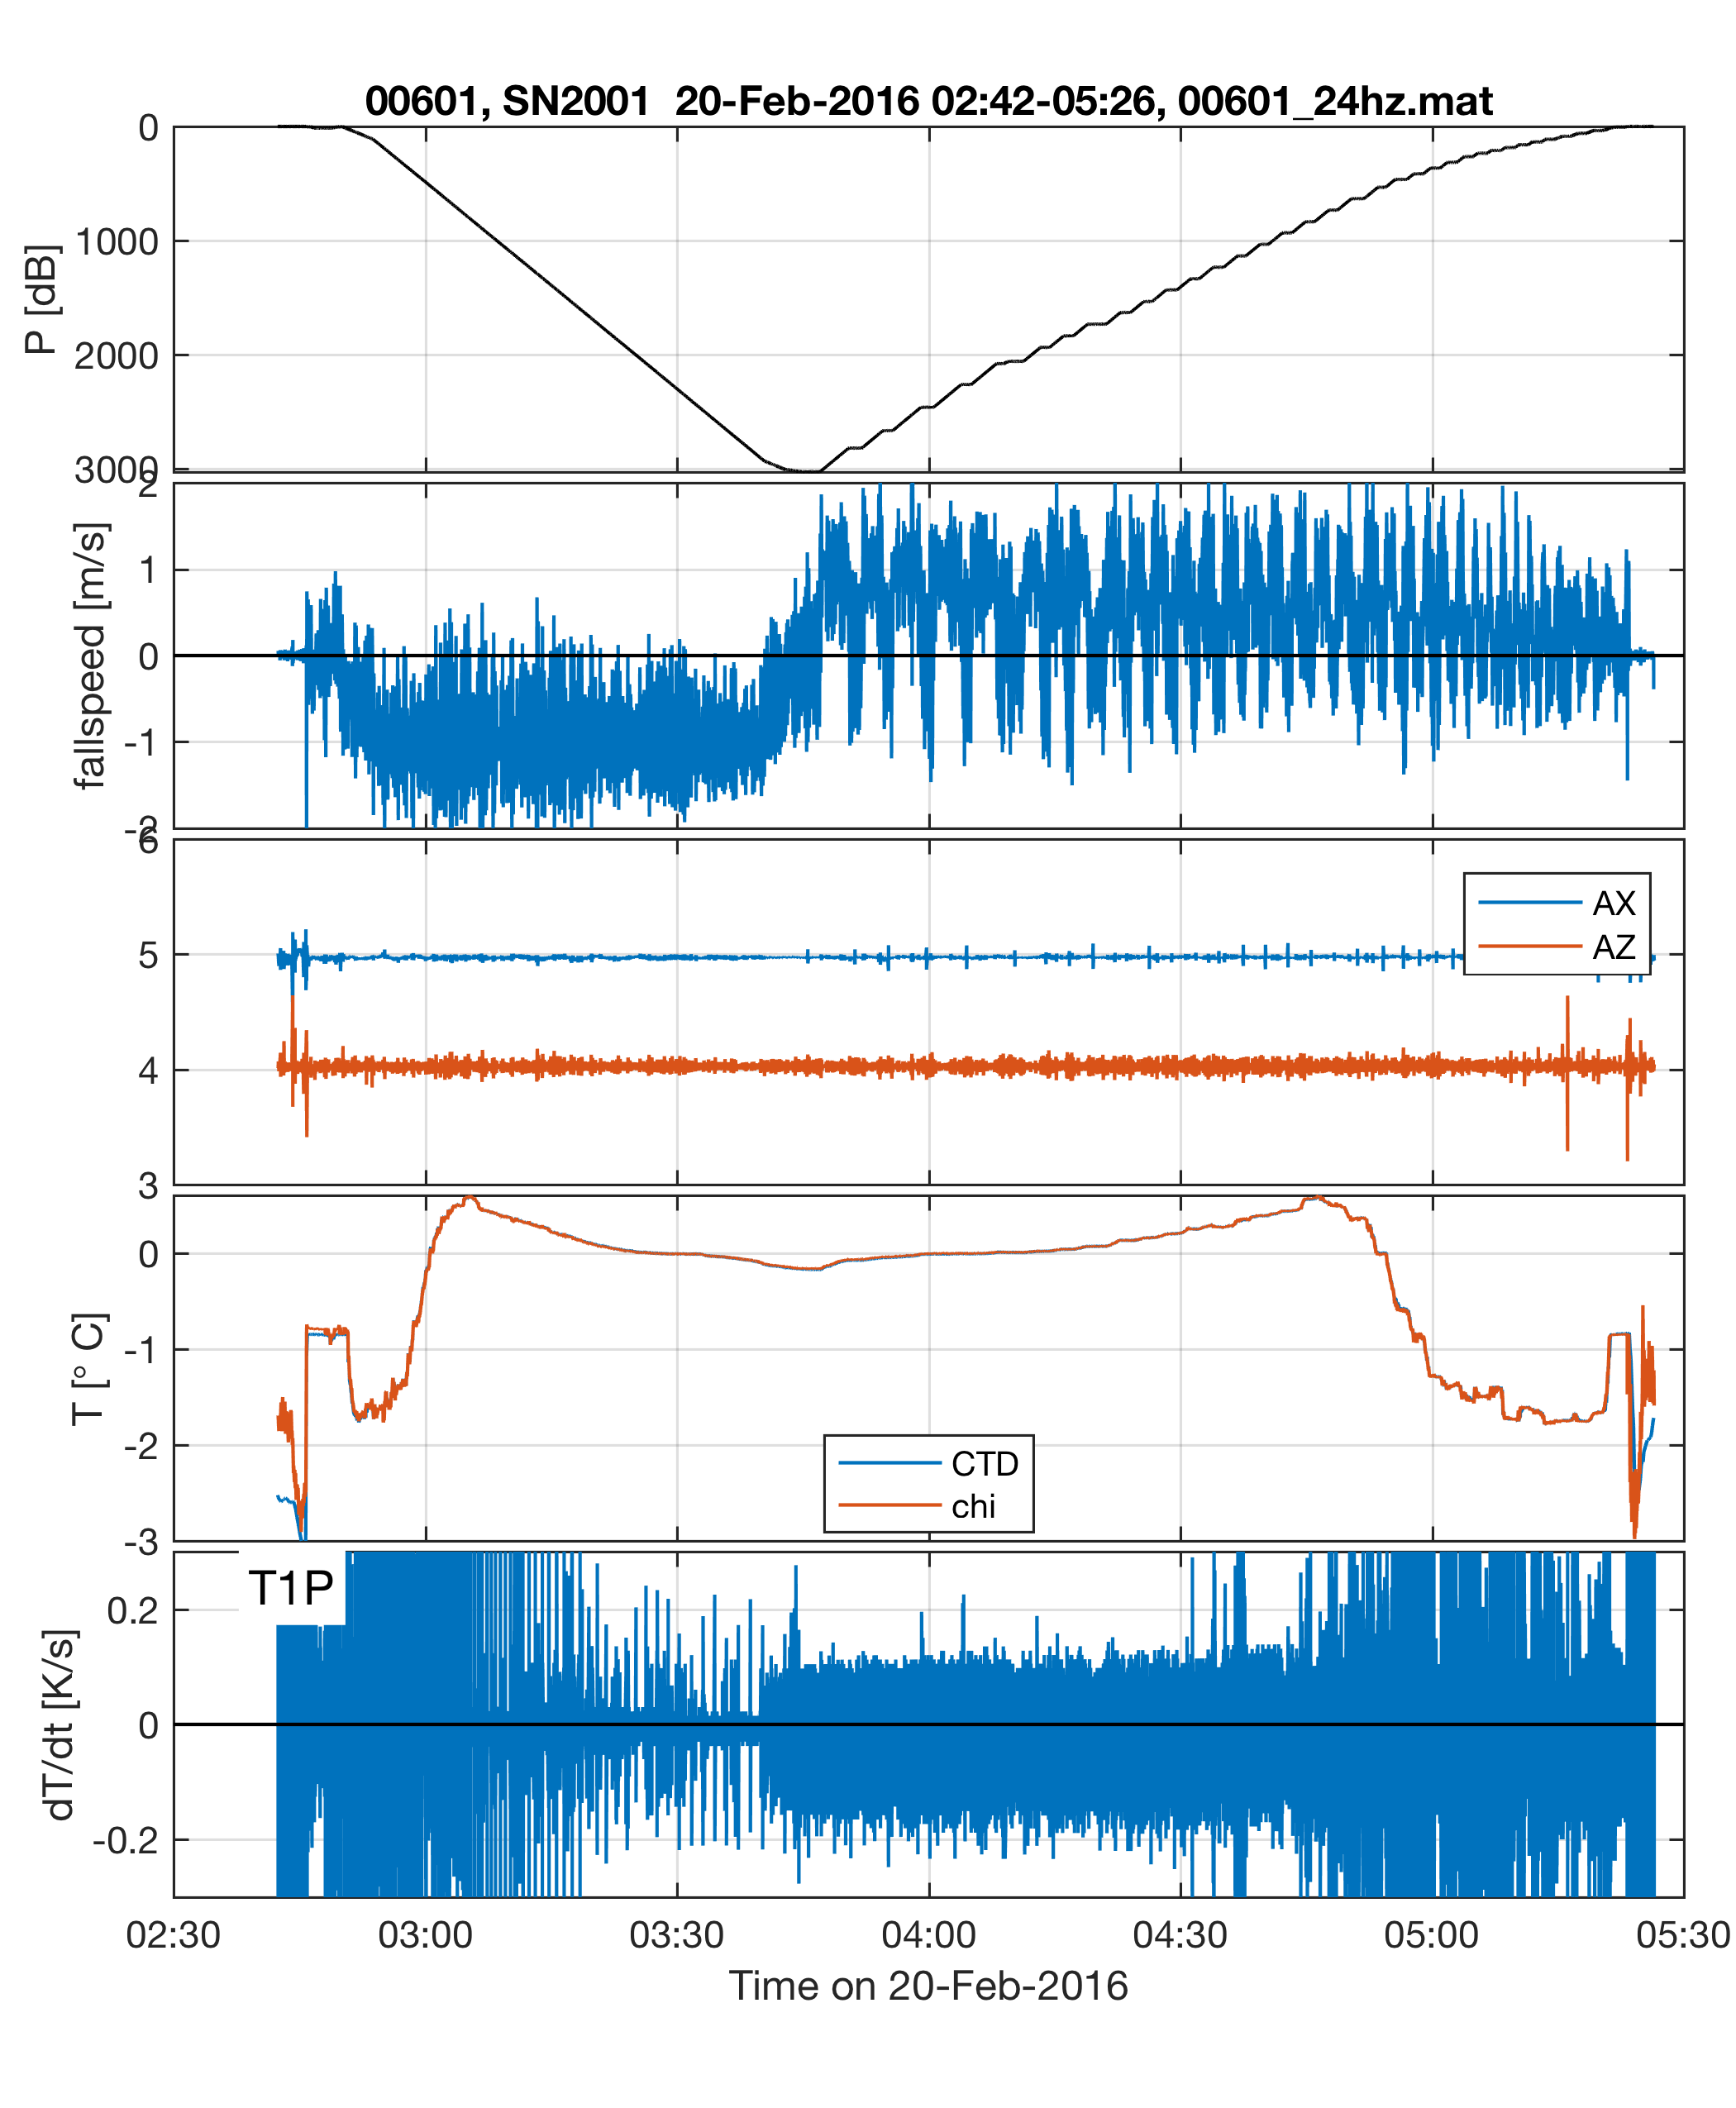 00601, SN2001  20-Feb-2016 02:42-05:26, 00601_24hz.mat
0
1000
2000
3000
P [dB]
2
1
0
-1
-2
fallspeed [m/s]
6
5
4
3
AX
AZ
3
0
-1
-2
-3
T [° C]
CTD
chi
T1P
0.2
0
-0.2
dT/dt [K/s]
02:30
03:00
03:30
04:00
04:30
05:00
05:30
Time on 20-Feb-2016